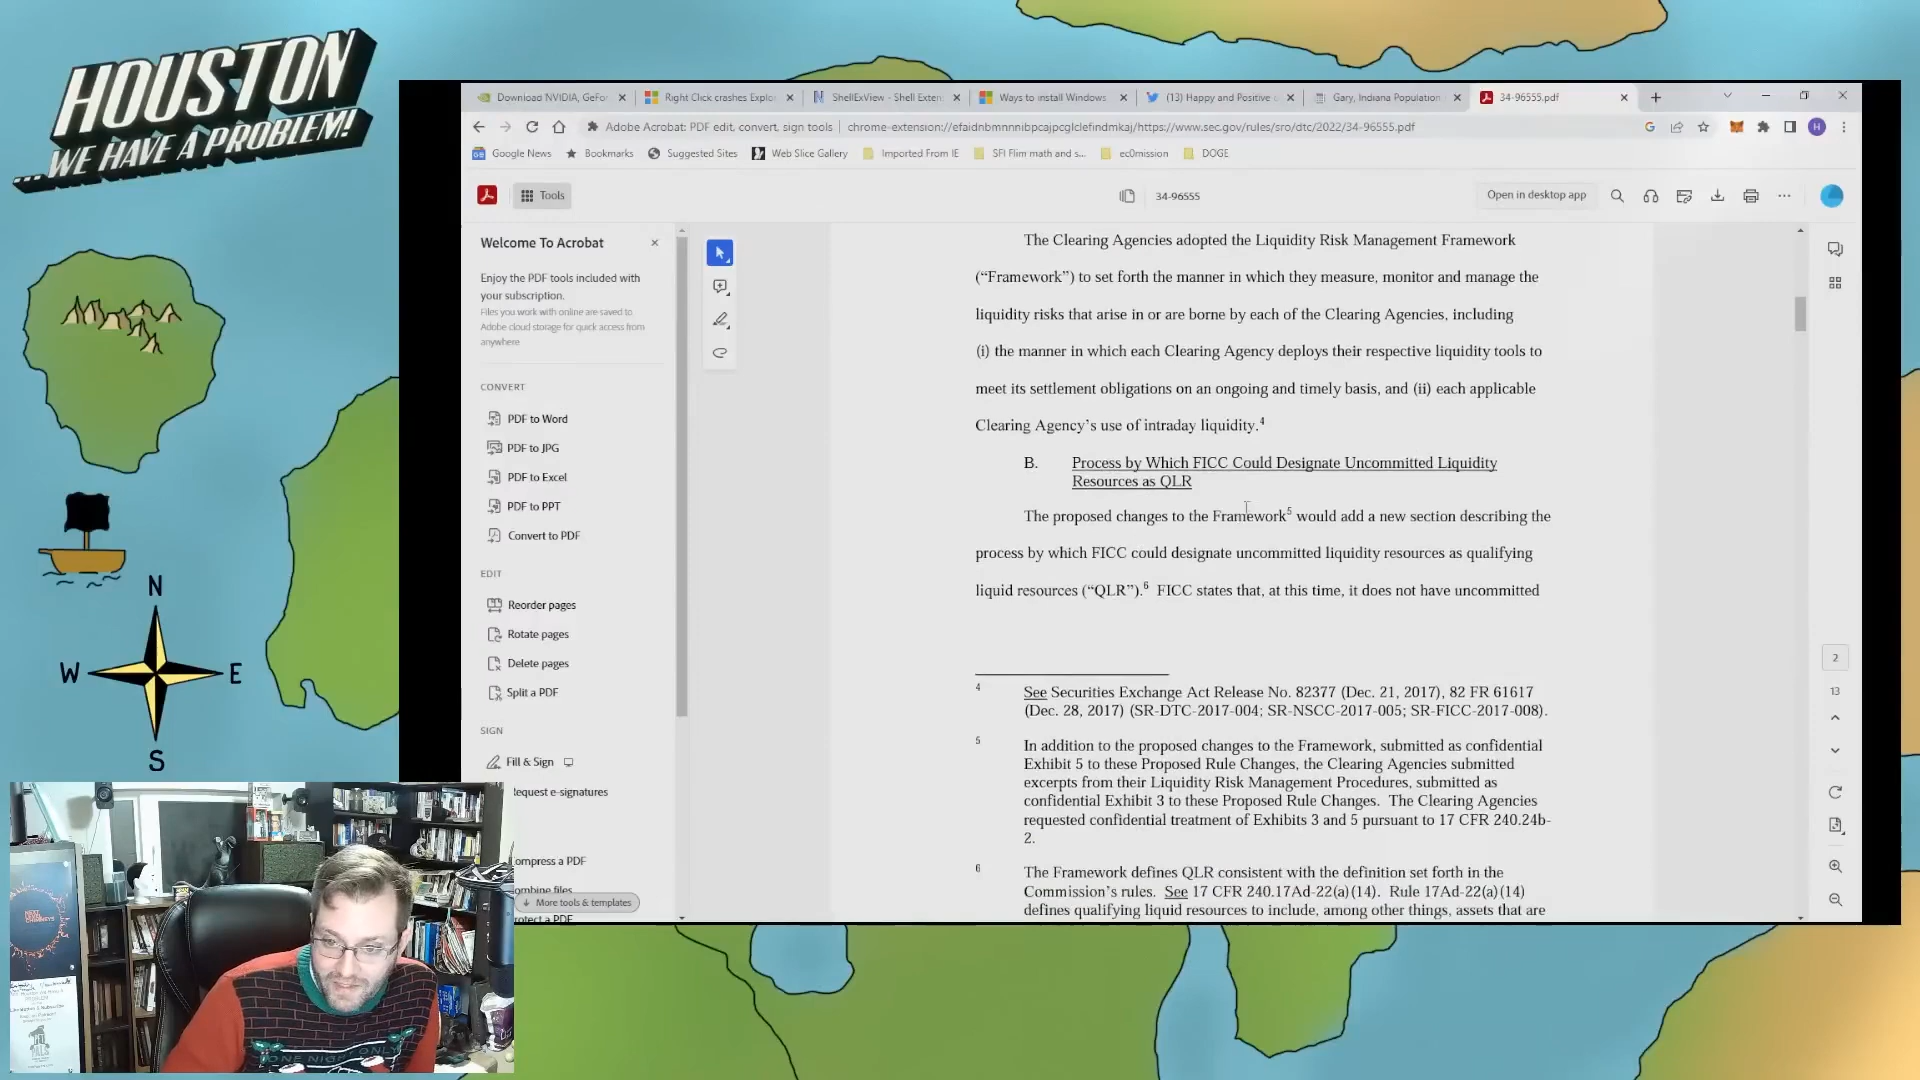 HOUSTON
...WE HAVE A PROBLEM!
N
W
E
S
Download NVIDIA, GeFo
Right Click crashes Explo
ShellExView - Shell Exten
Ways to install Windows
(13) Happy and Positive
Gary, Indiana Population
34-96555.pdf
Adobe Acrobat: PDF edit, convert, sign tools
chrome-extension://efaidnbmnnnibpcajpcglclefindmkaj/https://www.sec.gov/rules/sro/dtc/2022/34-96555.pdf
H
Google News
Bookmarks
Suggested Sites
Web Slice Gallery
Imported From IE
SFI Flim math and s...
ec0mission
DOGE
Tools
34-96555
Open in desktop app
Welcome To Acrobat
Enjoy the PDF tools included with
your subscription.
Files you work with online are saved to
Adobe cloud storage for quick access from
anywhere
CONVERT
PDF to Word
PDF to JPG
PDF to Excel
PDF to PPT
Convert to PDF
EDIT
Reorder pages
Rotate pages
Delete pages
Split a PDF
SIGN
Fill & Sign
Request e-signatures
ompress a PDF
ombine files
More tools & templates
rotect a PDF
The Clearing Agencies adopted the Liquidity Risk Management Framework
(“Framework”) to set forth the manner in which they measure, monitor and manage the
liquidity risks that arise in or are borne by each of the Clearing Agencies, including
(i) the manner in which each Clearing Agency deploys their respective liquidity tools to
meet its settlement obligations on an ongoing and timely basis, and (ii) each applicable
Clearing Agency’s use of intraday liquidity.4
B. Process by Which FICC Could Designate Uncommitted Liquidity
Resources as QLR
The proposed changes to the Framework5 would add a new section describing the
process by which FICC could designate uncommitted liquidity resources as qualifying
liquid resources (“QLR”).6 FICC states that, at this time, it does not have uncommitted
4 See Securities Exchange Act Release No. 82377 (Dec. 21, 2017), 82 FR 61617
(Dec. 28, 2017) (SR-DTC-2017-004; SR-NSCC-2017-005; SR-FICC-2017-008).
5 In addition to the proposed changes to the Framework, submitted as confidential
Exhibit 5 to these Proposed Rule Changes, the Clearing Agencies submitted
excerpts from their Liquidity Risk Management Procedures, submitted as
confidential Exhibit 3 to these Proposed Rule Changes. The Clearing Agencies
requested confidential treatment of Exhibits 3 and 5 pursuant to 17 CFR 240.24b-
2.
6 The Framework defines QLR consistent with the definition set forth in the
Commission’s rules. See 17 CFR 240.17Ad-22(a)(14). Rule 17Ad-22(a)(14)
defines qualifying liquid resources to include, among other things, assets that are
2
13
ONE NIGHT ONLY